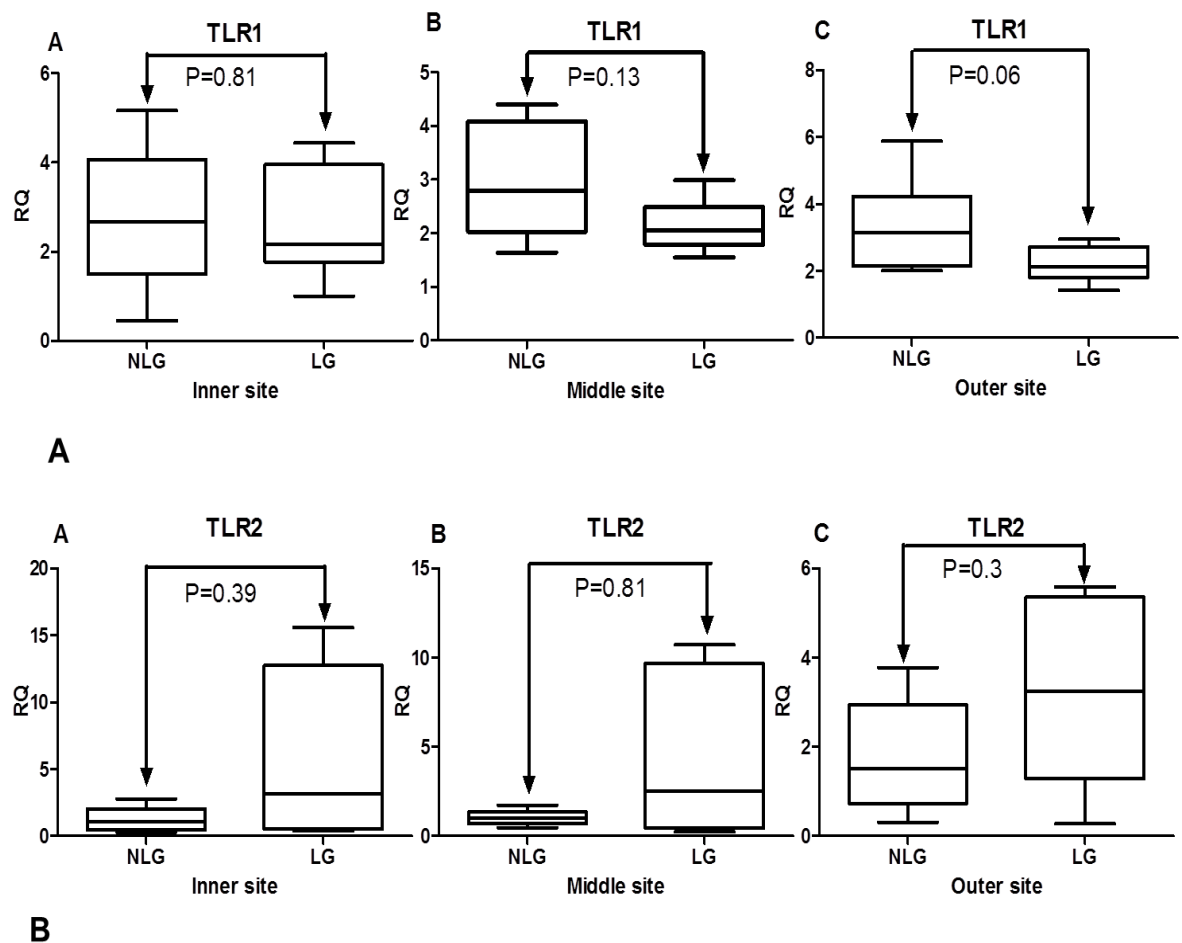 A
TLR1
P=0.81
6
4
2
0
RQ
NLG
LG
Inner site
B
TLR1
P=0.13
5
4
3
2
1
0
RQ
NLG
LG
Middle site
C
TLR1
P=0.06
8
6
4
2
0
RQ
NLG
LG
Outer site
A
A
TLR2
P=0.39
20
15
10
5
0
RQ
NLG
LG
Inner site
B
TLR2
P=0.81
15
10
5
0
RQ
NLG
LG
Middle site
C
TLR2
P=0.3
6
4
2
0
RQ
NLG
LG
Outer site
B